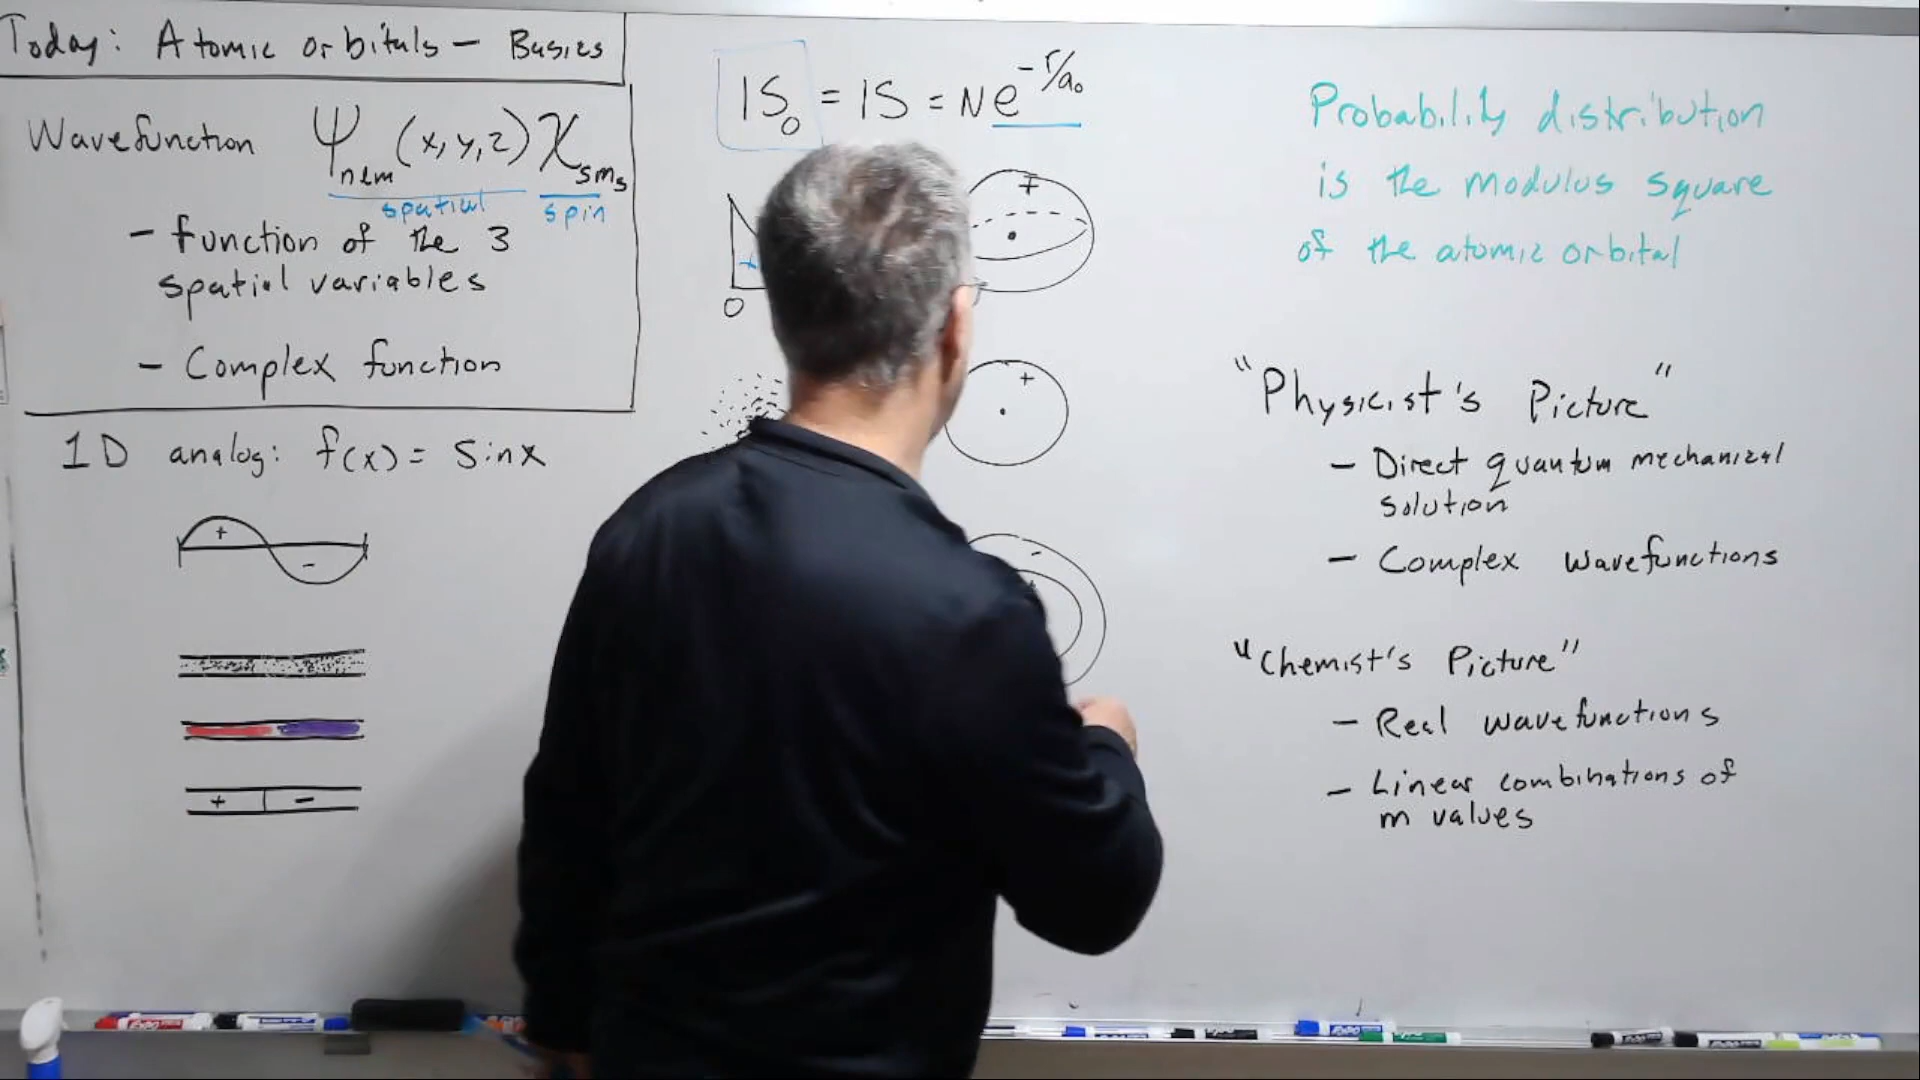 Today: Atomic orbitals – Basics
Wavefunction Ψnlm (x,y,z) χsms
spatial spin
– function of the 3
spatial variables
– Complex function
1D analog: f(x) = Sinx
+
-
+ -
1S0 = 1S = Ne^-r/a0
+
+
0
+
-
Probability distribution
is the modulus square
of the atomic orbital
"Physicist's Picture"
– Direct quantum mechanical
solution
– Complex wavefunctions
"Chemist's Picture"
– Real wavefunctions
– Linear combinations of
m values